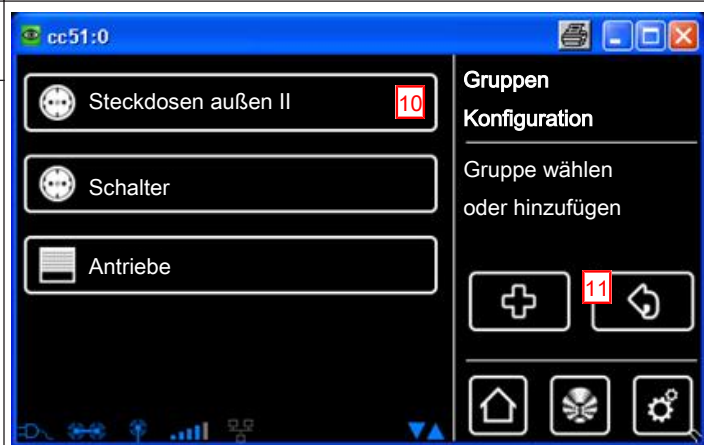 cc51:0
Steckdosen außen II
10
Schalter
Antriebe
Gruppen
Konfiguration
Gruppe wählen
oder hinzufügen
11